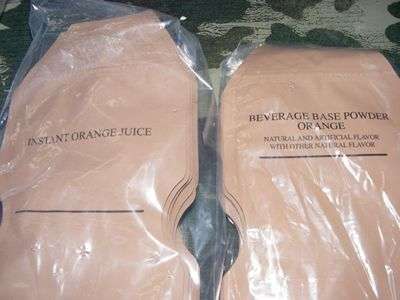 INSTANT ORANGE JUICE
BEVERAGE BASE POWDER
ORANGE
NATURAL AND ARTIFICIAL FLAVOR
WITH OTHER NATURAL FLAVOR